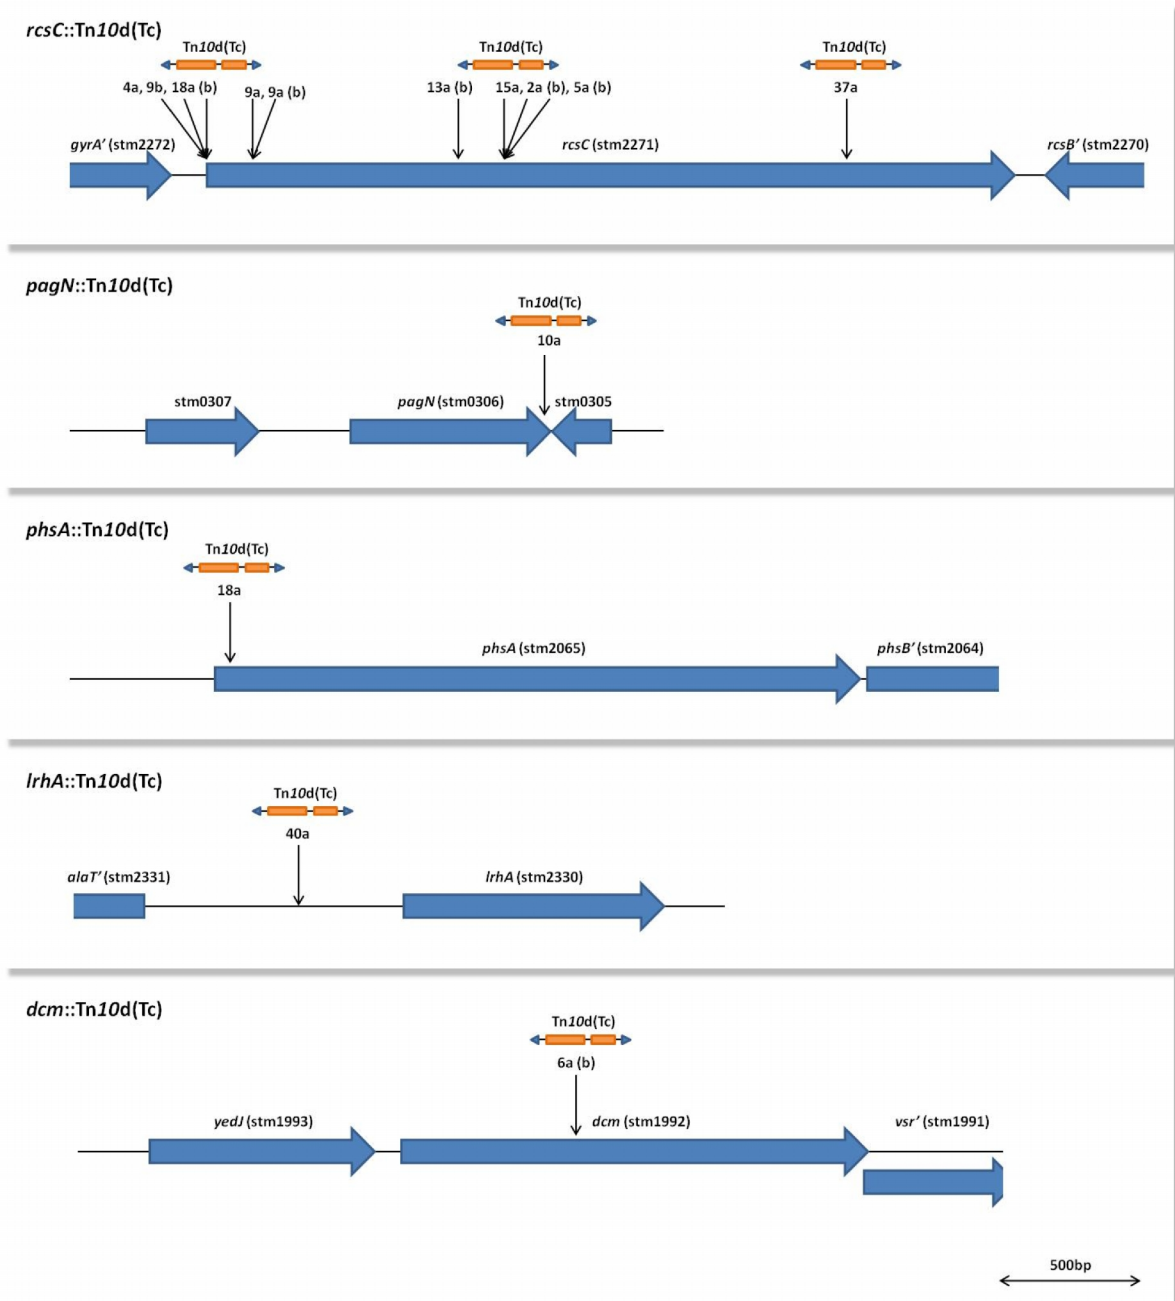 rcsC::Tn10d(Tc)
Tn10d(Tc) Tn10d(Tc) Tn10d(Tc)
4a, 9b, 18a (b) 9a, 9a (b) 13a (b) 15a, 2a (b), 5a (b) 37a
gyrA’ (stm2272) rcsC (stm2271) rcsB’ (stm2270)
pagN::Tn10d(Tc)
Tn10d(Tc)
10a
stm0307 pagN (stm0306) stm0305
phsA::Tn10d(Tc)
Tn10d(Tc)
18a
phsA (stm2065) phsB’ (stm2064)
lrhA::Tn10d(Tc)
Tn10d(Tc)
40a
alaT’ (stm2331) lrhA (stm2330)
dcm::Tn10d(Tc)
Tn10d(Tc)
6a (b)
yedJ (stm1993) dcm (stm1992) vsr’ (stm1991)
500bp